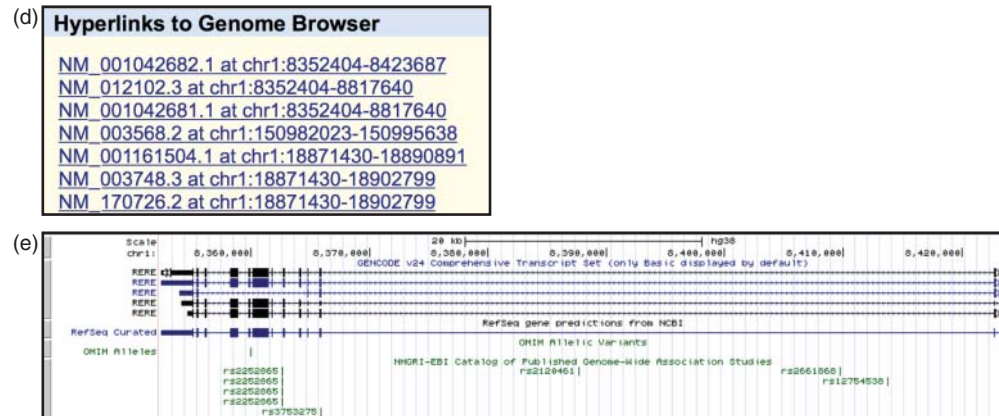 (d)
Hyperlinks to Genome Browser
NM_001042682.1 at chr1:8352404-8423687
NM_012102.3 at chr1:8352404-8817640
NM_001042681.1 at chr1:8352404-8817640
NM_003568.2 at chr1:150982023-150995638
NM_001161504.1 at chr1:18871430-18890891
NM_003748.3 at chr1:18871430-18902799
NM_170726.2 at chr1:18871430-18902799
(e)
Scale 20 kb hg38
chr1: 8,360,000 8,370,000 8,380,000 8,390,000 8,400,000 8,410,000 8,420,000
GENCODE v24 Comprehensive Transcript Set (only Basic displayed by default)
RERE
RERE
RERE
RERE
RERE
RefSeq gene predictions from NCBI
RefSeq Curated
OMIM Allelic Variants
OMIM Alleles
NHGRI-EBI Catalog of Published Genome-Wide Association Studies
rs2252865 rs2120461 rs2661868
rs2252865 rs12754538
rs2252865
rs2252865
rs3753275